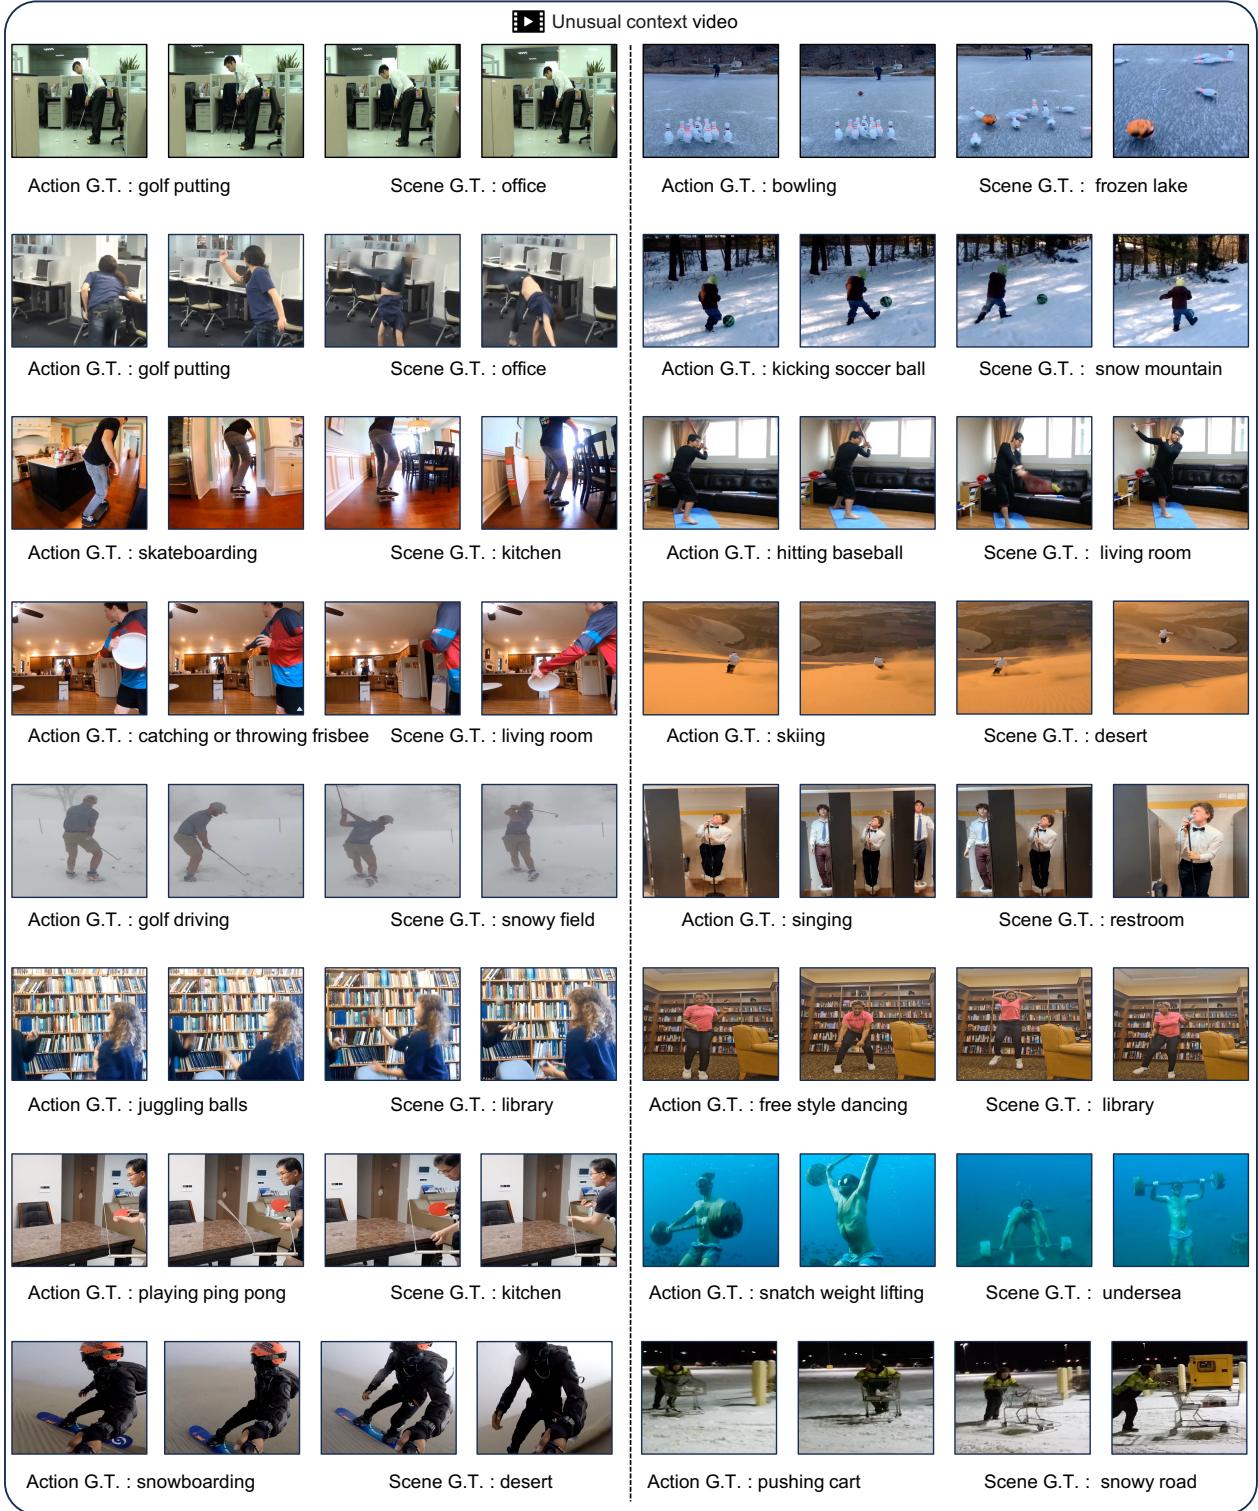 Unusual context video
Action G.T. : golf putting
Scene G.T. : office
Action G.T. : bowling
Scene G.T. : frozen lake
Action G.T. : golf putting
Scene G.T. : office
Action G.T. : kicking soccer ball
Scene G.T. : snow mountain
Action G.T. : skateboarding
Scene G.T. : kitchen
Action G.T. : hitting baseball
Scene G.T. : living room
Action G.T. : catching or throwing frisbee
Scene G.T. : living room
Action G.T. : skiing
Scene G.T. : desert
Action G.T. : golf driving
Scene G.T. : snowy field
Action G.T. : singing
Scene G.T. : restroom
Action G.T. : juggling balls
Scene G.T. : library
Action G.T. : free style dancing
Scene G.T. : library
Action G.T. : playing ping pong
Scene G.T. : kitchen
Action G.T. : snatch weight lifting
Scene G.T. : undersea
Action G.T. : snowboarding
Scene G.T. : desert
Action G.T. : pushing cart
Scene G.T. : snowy road